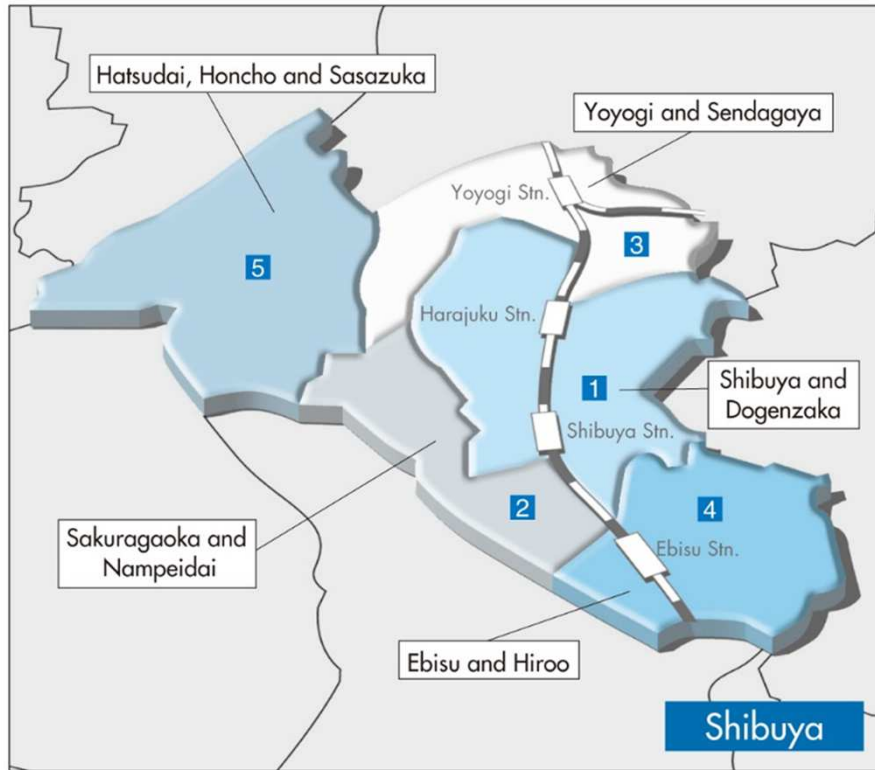 Hatsudai, Honcho and Sasazuka
Yoyogi and Sendagaya
Yoyogi Stn.
3
5
Harajuku Stn.
1
Shibuya and
Dogenzaka
Shibuya Stn.
2
4
Sakuragaoka and
Nampeidai
Ebisu Stn.
Ebisu and Hiroo
Shibuya